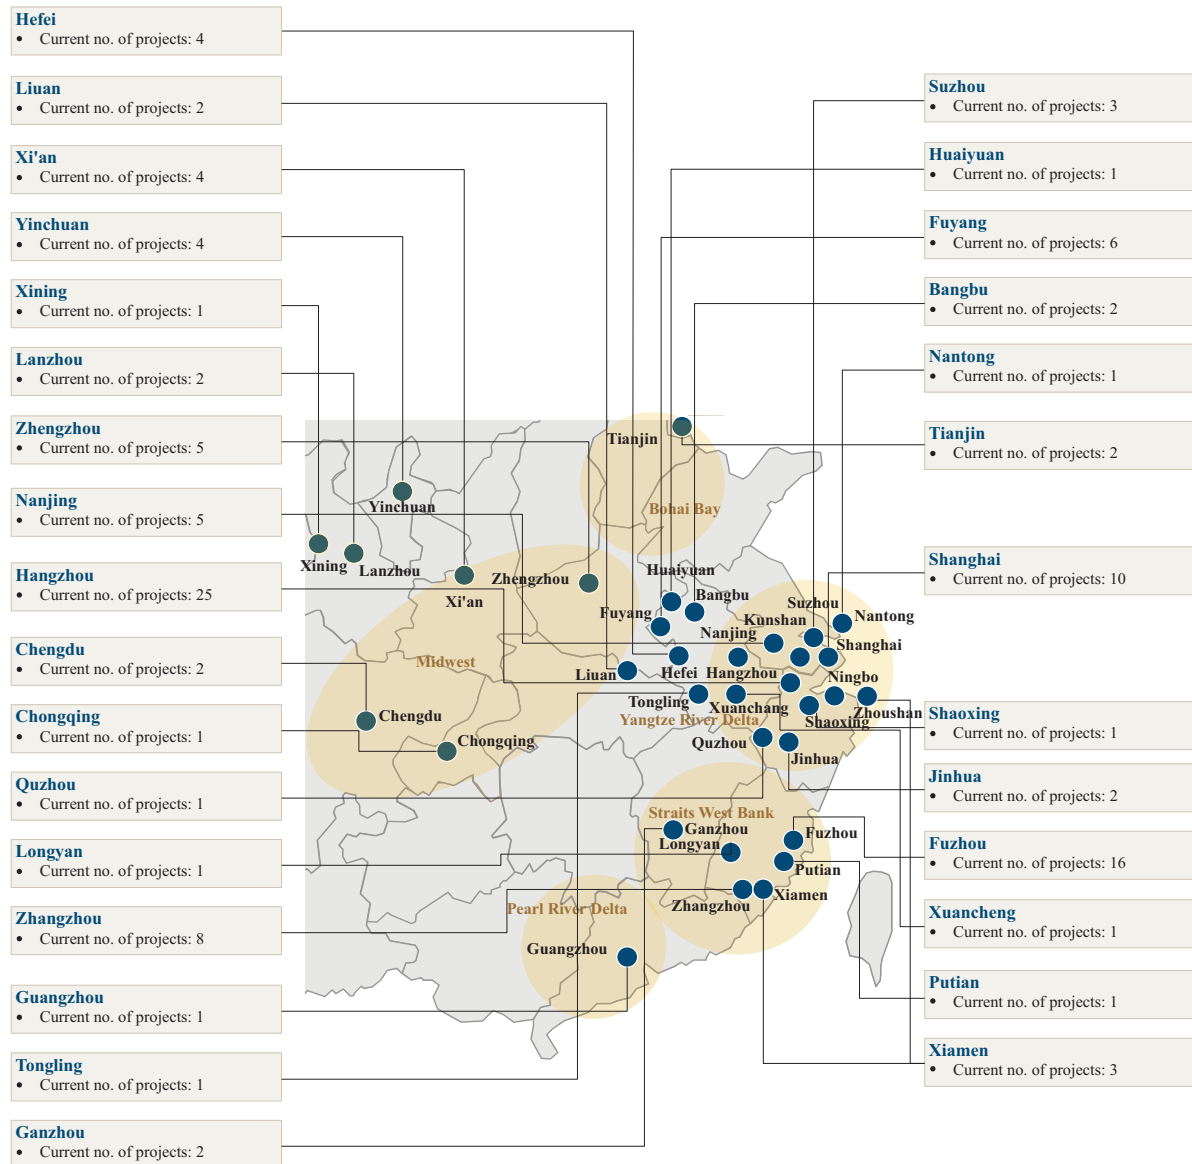 Hefei
• Current no. of projects: 4
Liuan
• Current no. of projects: 2
Xi'an
• Current no. of projects: 4
Yinchuan
• Current no. of projects: 4
Xining
• Current no. of projects: 1
Lanzhou
• Current no. of projects: 2
Zhengzhou
• Current no. of projects: 5
Nanjing
• Current no. of projects: 5
Hangzhou
• Current no. of projects: 25
Chengdu
• Current no. of projects: 2
Chongqing
• Current no. of projects: 1
Quzhou
• Current no. of projects: 1
Longyan
• Current no. of projects: 1
Zhangzhou
• Current no. of projects: 8
Guangzhou
• Current no. of projects: 1
Tongling
• Current no. of projects: 1
Ganzhou
• Current no. of projects: 2
Tianjin
Bohai Bay
Yinchuan
Xining
Lanzhou
Xi'an
Zhengzhou
Huaiyuan
Bangbu
Fuyang
Suzhou
Kunshan
Nantong
Nanjing
Shanghai
Midwest
Liuan
Hefei
Hangzhou
Ningbo
Tongling
Xuanchang
Zhoushan
Shaoxing
Yangtze River Delta
Chengdu
Chongqing
Quzhou
Jinhua
Straits West Bank
Ganzhou
Longyan
Fuzhou
Putian
Zhangzhou
Xiamen
Pearl River Delta
Guangzhou
Suzhou
• Current no. of projects: 3
Huaiyuan
• Current no. of projects: 1
Fuyang
• Current no. of projects: 6
Bangbu
• Current no. of projects: 2
Nantong
• Current no. of projects: 1
Tianjin
• Current no. of projects: 2
Shanghai
• Current no. of projects: 10
Shaoxing
• Current no. of projects: 1
Jinhua
• Current no. of projects: 2
Fuzhou
• Current no. of projects: 16
Xuancheng
• Current no. of projects: 1
Putian
• Current no. of projects: 1
Xiamen
• Current no. of projects: 3